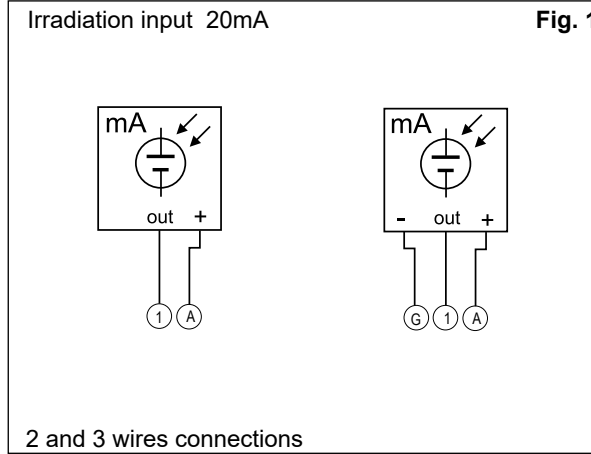 Irradiation input 20mA
Fig. 1
mA
out +
1 A
mA
- out +
G 1 A
2 and 3 wires connections